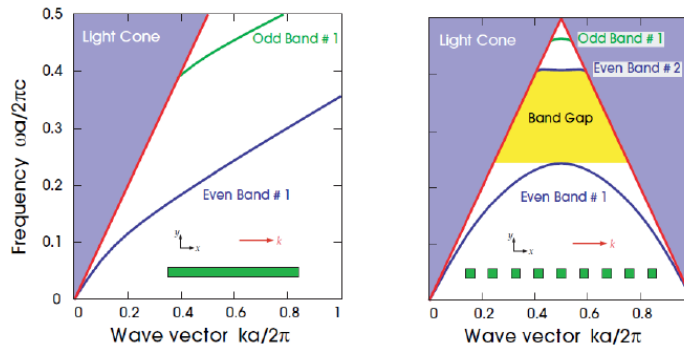 0.5
0.4
0.3
0.2
0.1
0
Frequency ωa/2πc
Light Cone
Odd Band # 1
Even Band # 1
y
x
k
0 0.2 0.4 0.6 0.8 1
Wave vector ka/2π
Light Cone
Odd Band # 1
Even Band # 2
Band Gap
Even Band # 1
y
x
k
0 0.2 0.4 0.6 0.8
Wave vector ka/2π